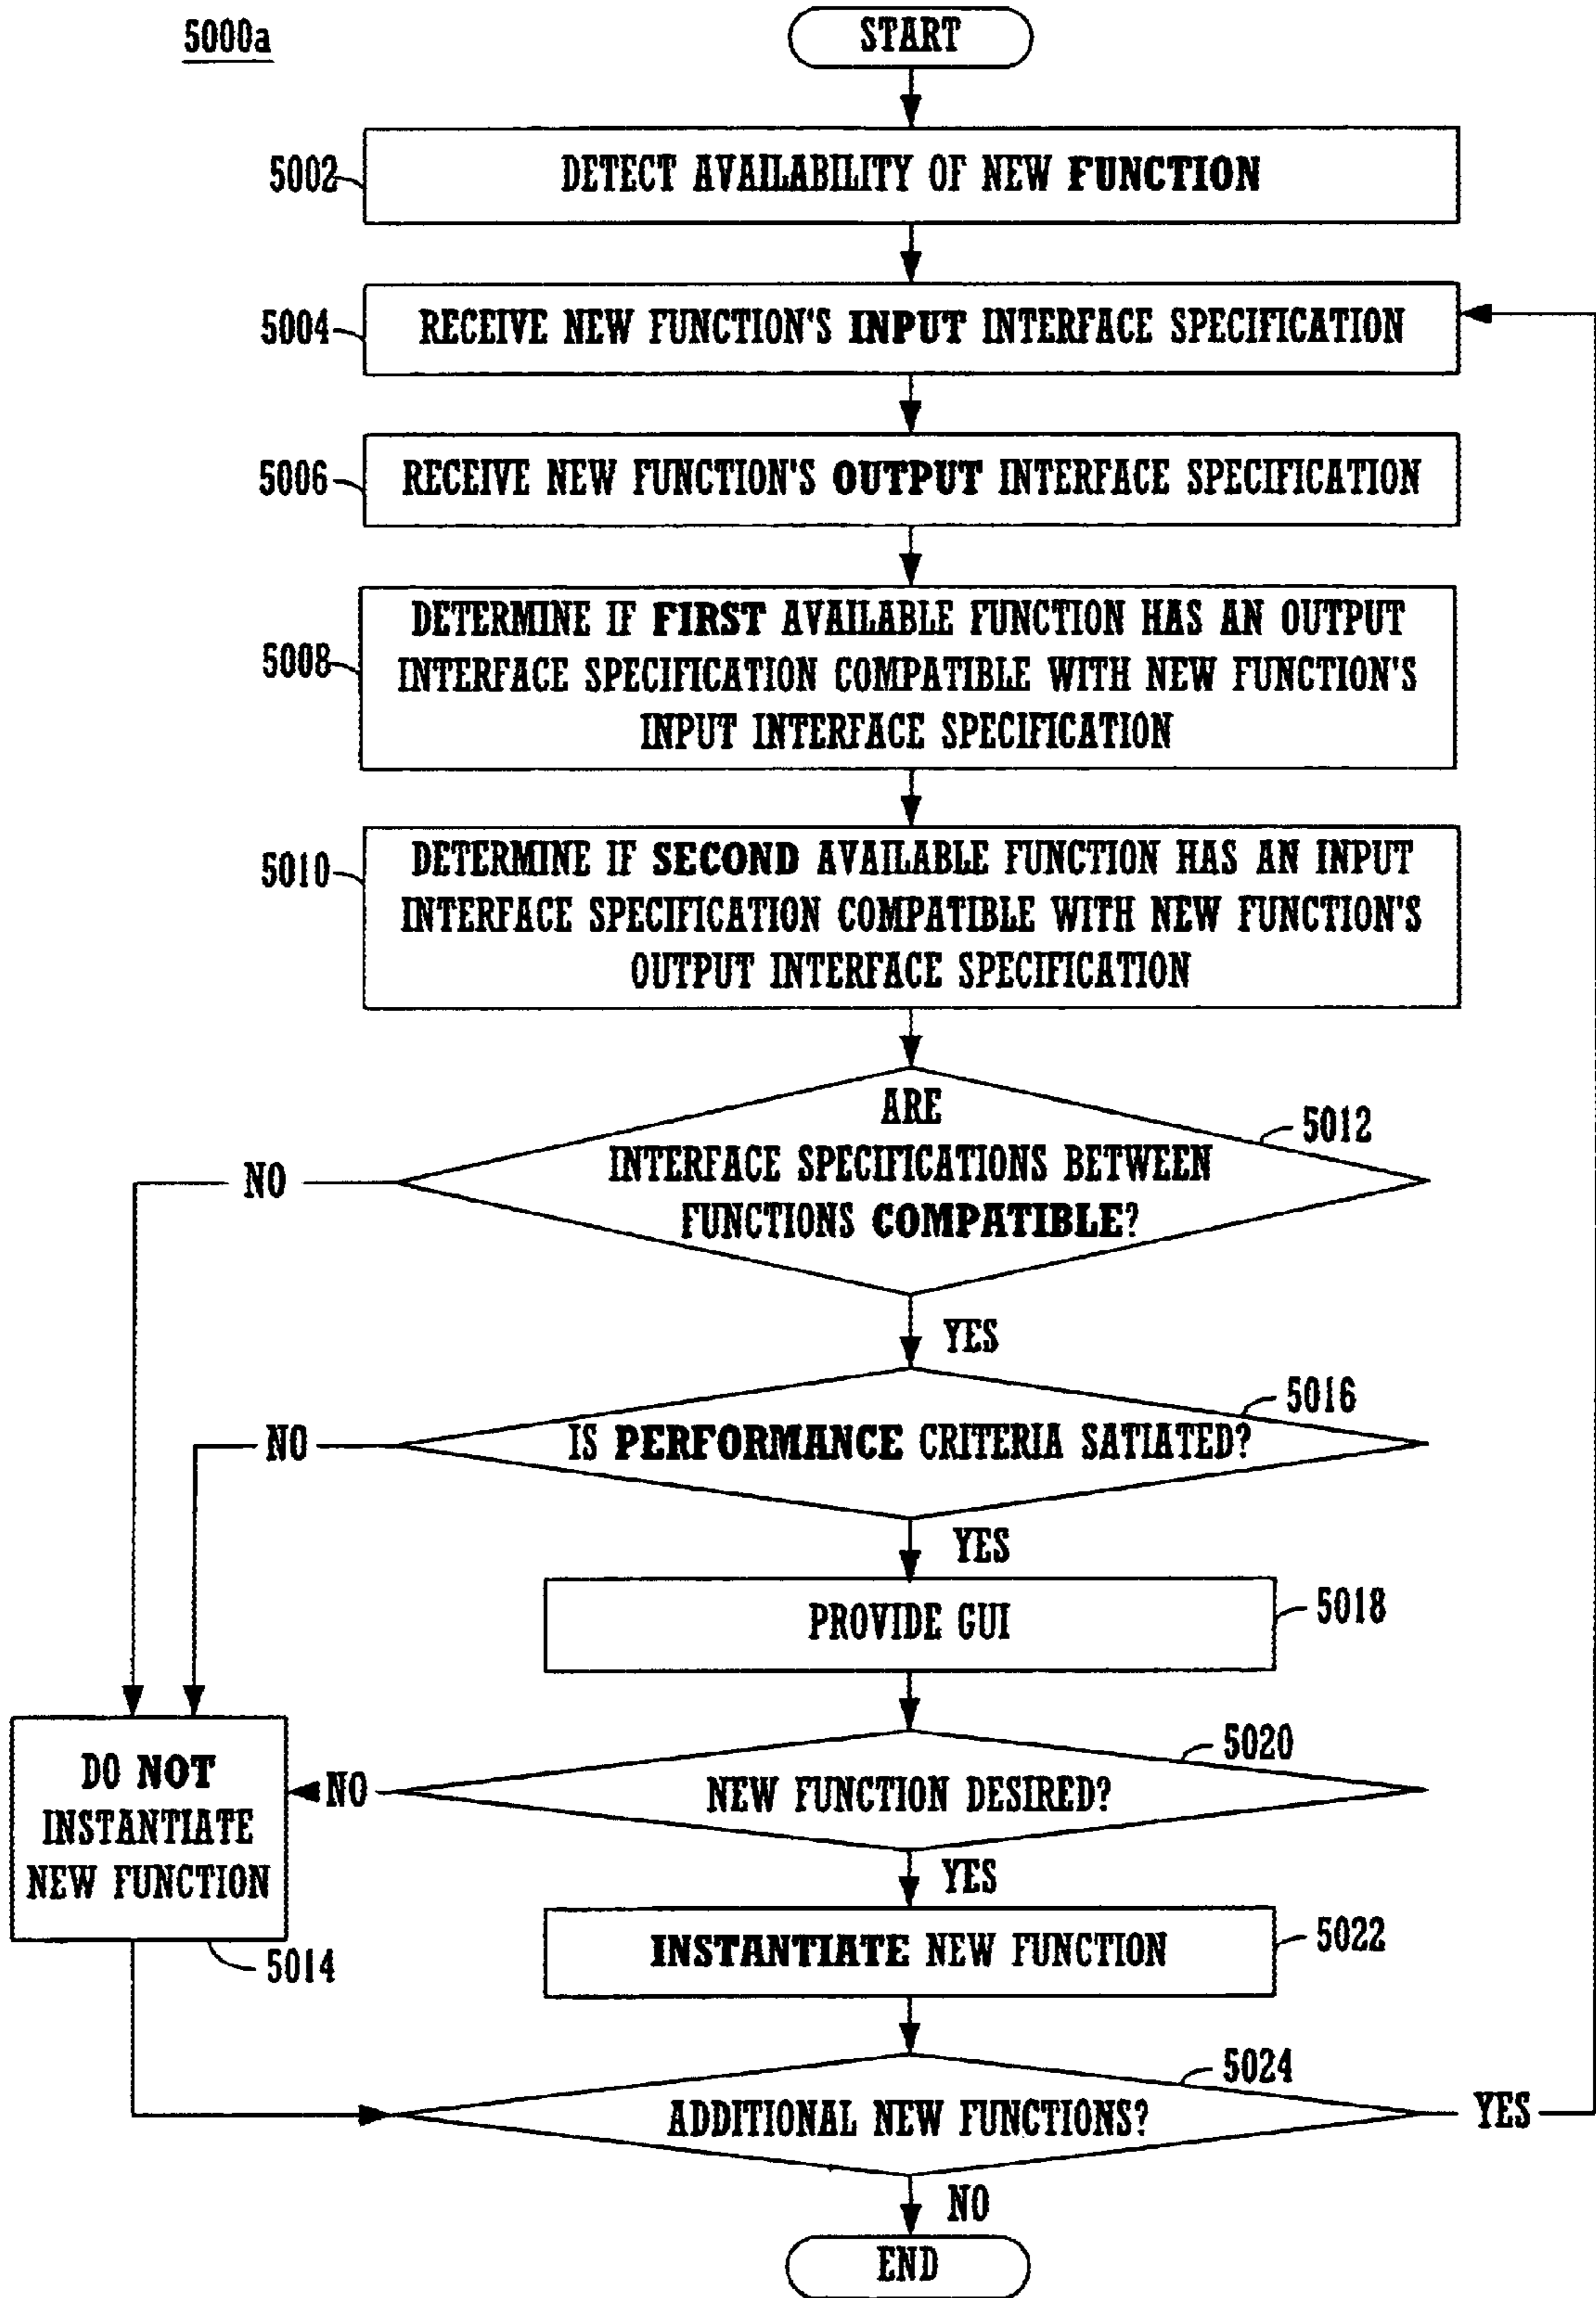 5000a
START
5002
DETECT AVAILABILITY OF NEW FUNCTION
5004
RECEIVE NEW FUNCTION'S INPUT INTERFACE SPECIFICATION
5006
RECEIVE NEW FUNCTION'S OUTPUT INTERFACE SPECIFICATION
5008
DETERMINE IF FIRST AVAILABLE FUNCTION HAS AN OUTPUT
INTERFACE SPECIFICATION COMPATIBLE WITH NEW FUNCTION'S
INPUT INTERFACE SPECIFICATION
5010
DETERMINE IF SECOND AVAILABLE FUNCTION HAS AN INPUT
INTERFACE SPECIFICATION COMPATIBLE WITH NEW FUNCTION'S
OUTPUT INTERFACE SPECIFICATION
ARE
INTERFACE SPECIFICATIONS BETWEEN
FUNCTIONS COMPATIBLE?
5012
NO
YES
IS PERFORMANCE CRITERIA SATIATED?
5016
NO
YES
PROVIDE GUI
5018
NEW FUNCTION DESIRED?
5020
NO
DO NOT
INSTANTIATE
NEW FUNCTION
5014
YES
INSTANTIATE NEW FUNCTION
5022
ADDITIONAL NEW FUNCTIONS?
5024
YES
NO
END